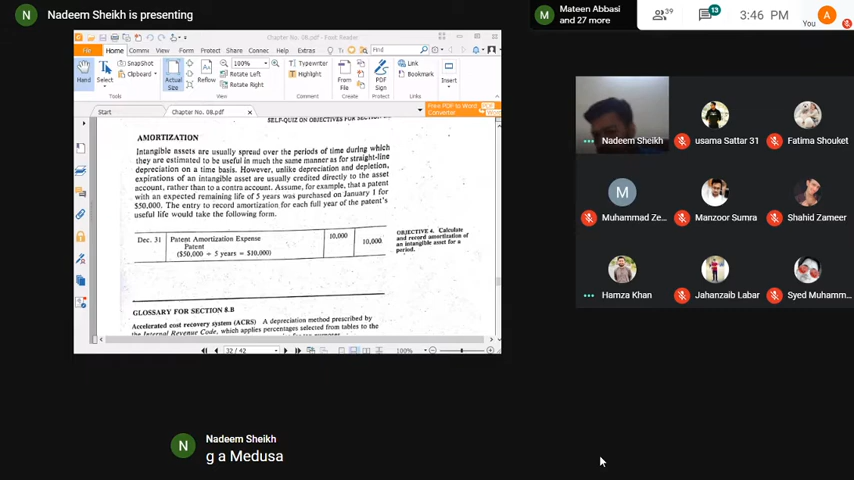 N Nadeem Sheikh is presenting
M Mateen Abbasi and 27 more
39
13
3:46 PM
A You
Chapter No. 08.pdf - Foxit Reader
File Home Comment View Form Protect Share Connect Help Extras
Find
Hand
Select
SnapShot
Clipboard
Actual Size
Reflow
100%
Rotate Left
Rotate Right
Typewriter
Highlight
From File
PDF Sign
Link
Bookmark
Insert
Tools View Comment Create Protect Links
Start
Chapter No. 08.pdf
Free PDF to Word Converter
SELF-QUIZ ON OBJECTIVES FOR SECTION
AMORTIZATION
Intangible assets are usually spread over the periods of time during which
they are estimated to be useful in much the same manner as for straight-line
depreciation on a time basis. However, unlike depreciation and depletion,
expirations of an intangible asset are usually credited directly to the asset
account, rather than to a contra account. Assume, for example, that a patent
with an expected remaining life of 5 years was purchased on January 1 for
$50,000. The entry to record amortization for each full year of the patent's
useful life would take the following form.
Dec. 31 Patent Amortization Expense 10,000
Patent 10,000
($50,000 ÷ 5 years = $10,000)
OBJECTIVE 4. Calculate
and record amortization of
an intangible asset for a
period.
GLOSSARY FOR SECTION 8.B
Accelerated cost recovery system (ACRS) A depreciation method prescribed by
the Internal Revenue Code, which applies percentages selected from tables to the
32 / 42
100%
Nadeem Sheikh
usama Sattar 31
Fatima Shouket
M
Muhammad Ze...
Manzoor Sumra
Shahid Zameer
Hamza Khan
Jahanzaib Labar
Syed Muhamm...
N Nadeem Sheikh
g a Medusa